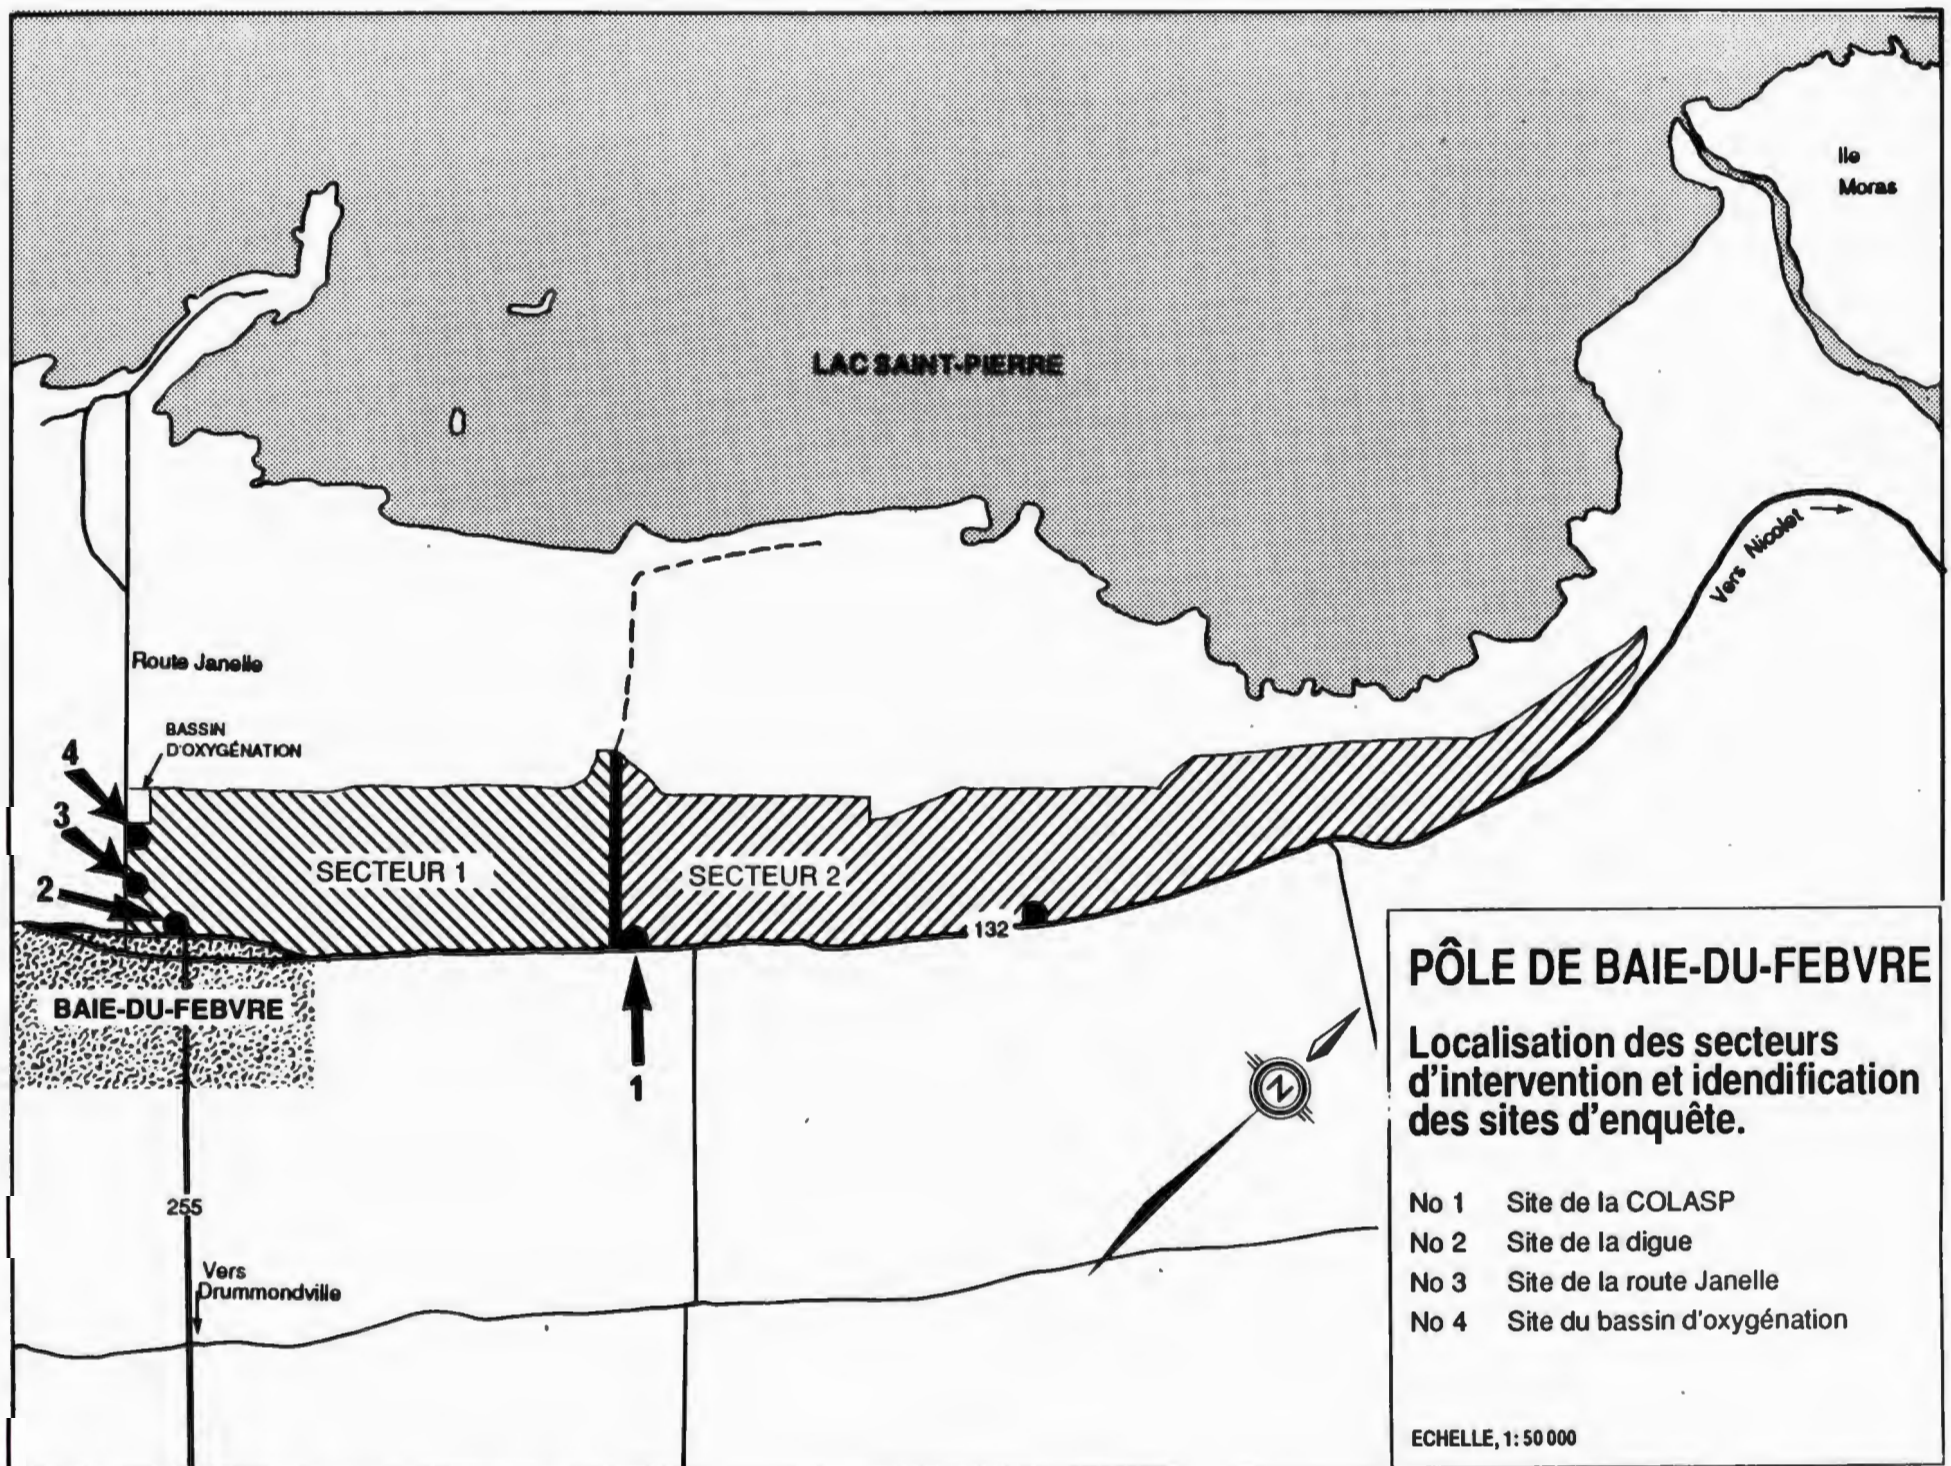 Ile
Moras
LAC SAINT-PIERRE
Vers Nicolet
Route Janelle
BASSIN
D'OXYGÉNATION
4
3
2
SECTEUR 1
SECTEUR 2
132
BAIE-DU-FEBVRE
1
255
Vers
Drummondville
N
PÔLE DE BAIE-DU-FEBVRE
Localisation des secteurs
d'intervention et idendification
des sites d'enquête.
No 1 Site de la COLASP
No 2 Site de la digue
No 3 Site de la route Janelle
No 4 Site du bassin d'oxygénation
ECHELLE, 1: 50 000